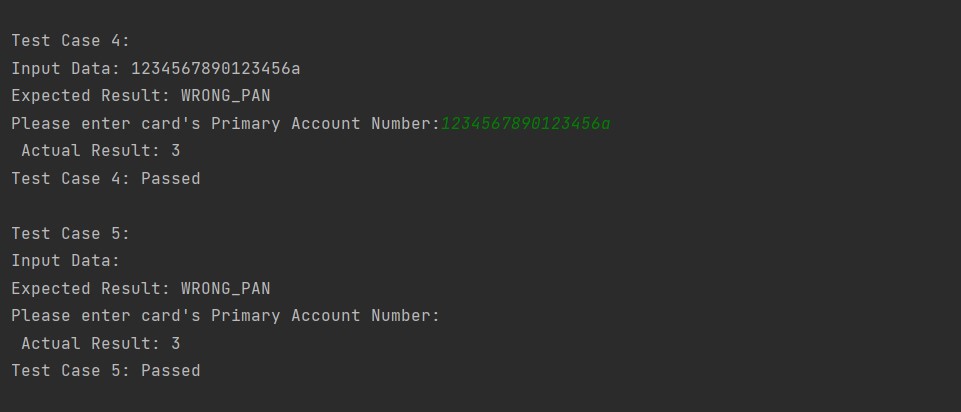 Test Case 4:
Input Data: 1234567890123456a
Expected Result: WRONG_PAN
Please enter card's Primary Account Number:1234567890123456a
 Actual Result: 3
Test Case 4: Passed

Test Case 5:
Input Data:
Expected Result: WRONG_PAN
Please enter card's Primary Account Number:
 Actual Result: 3
Test Case 5: Passed